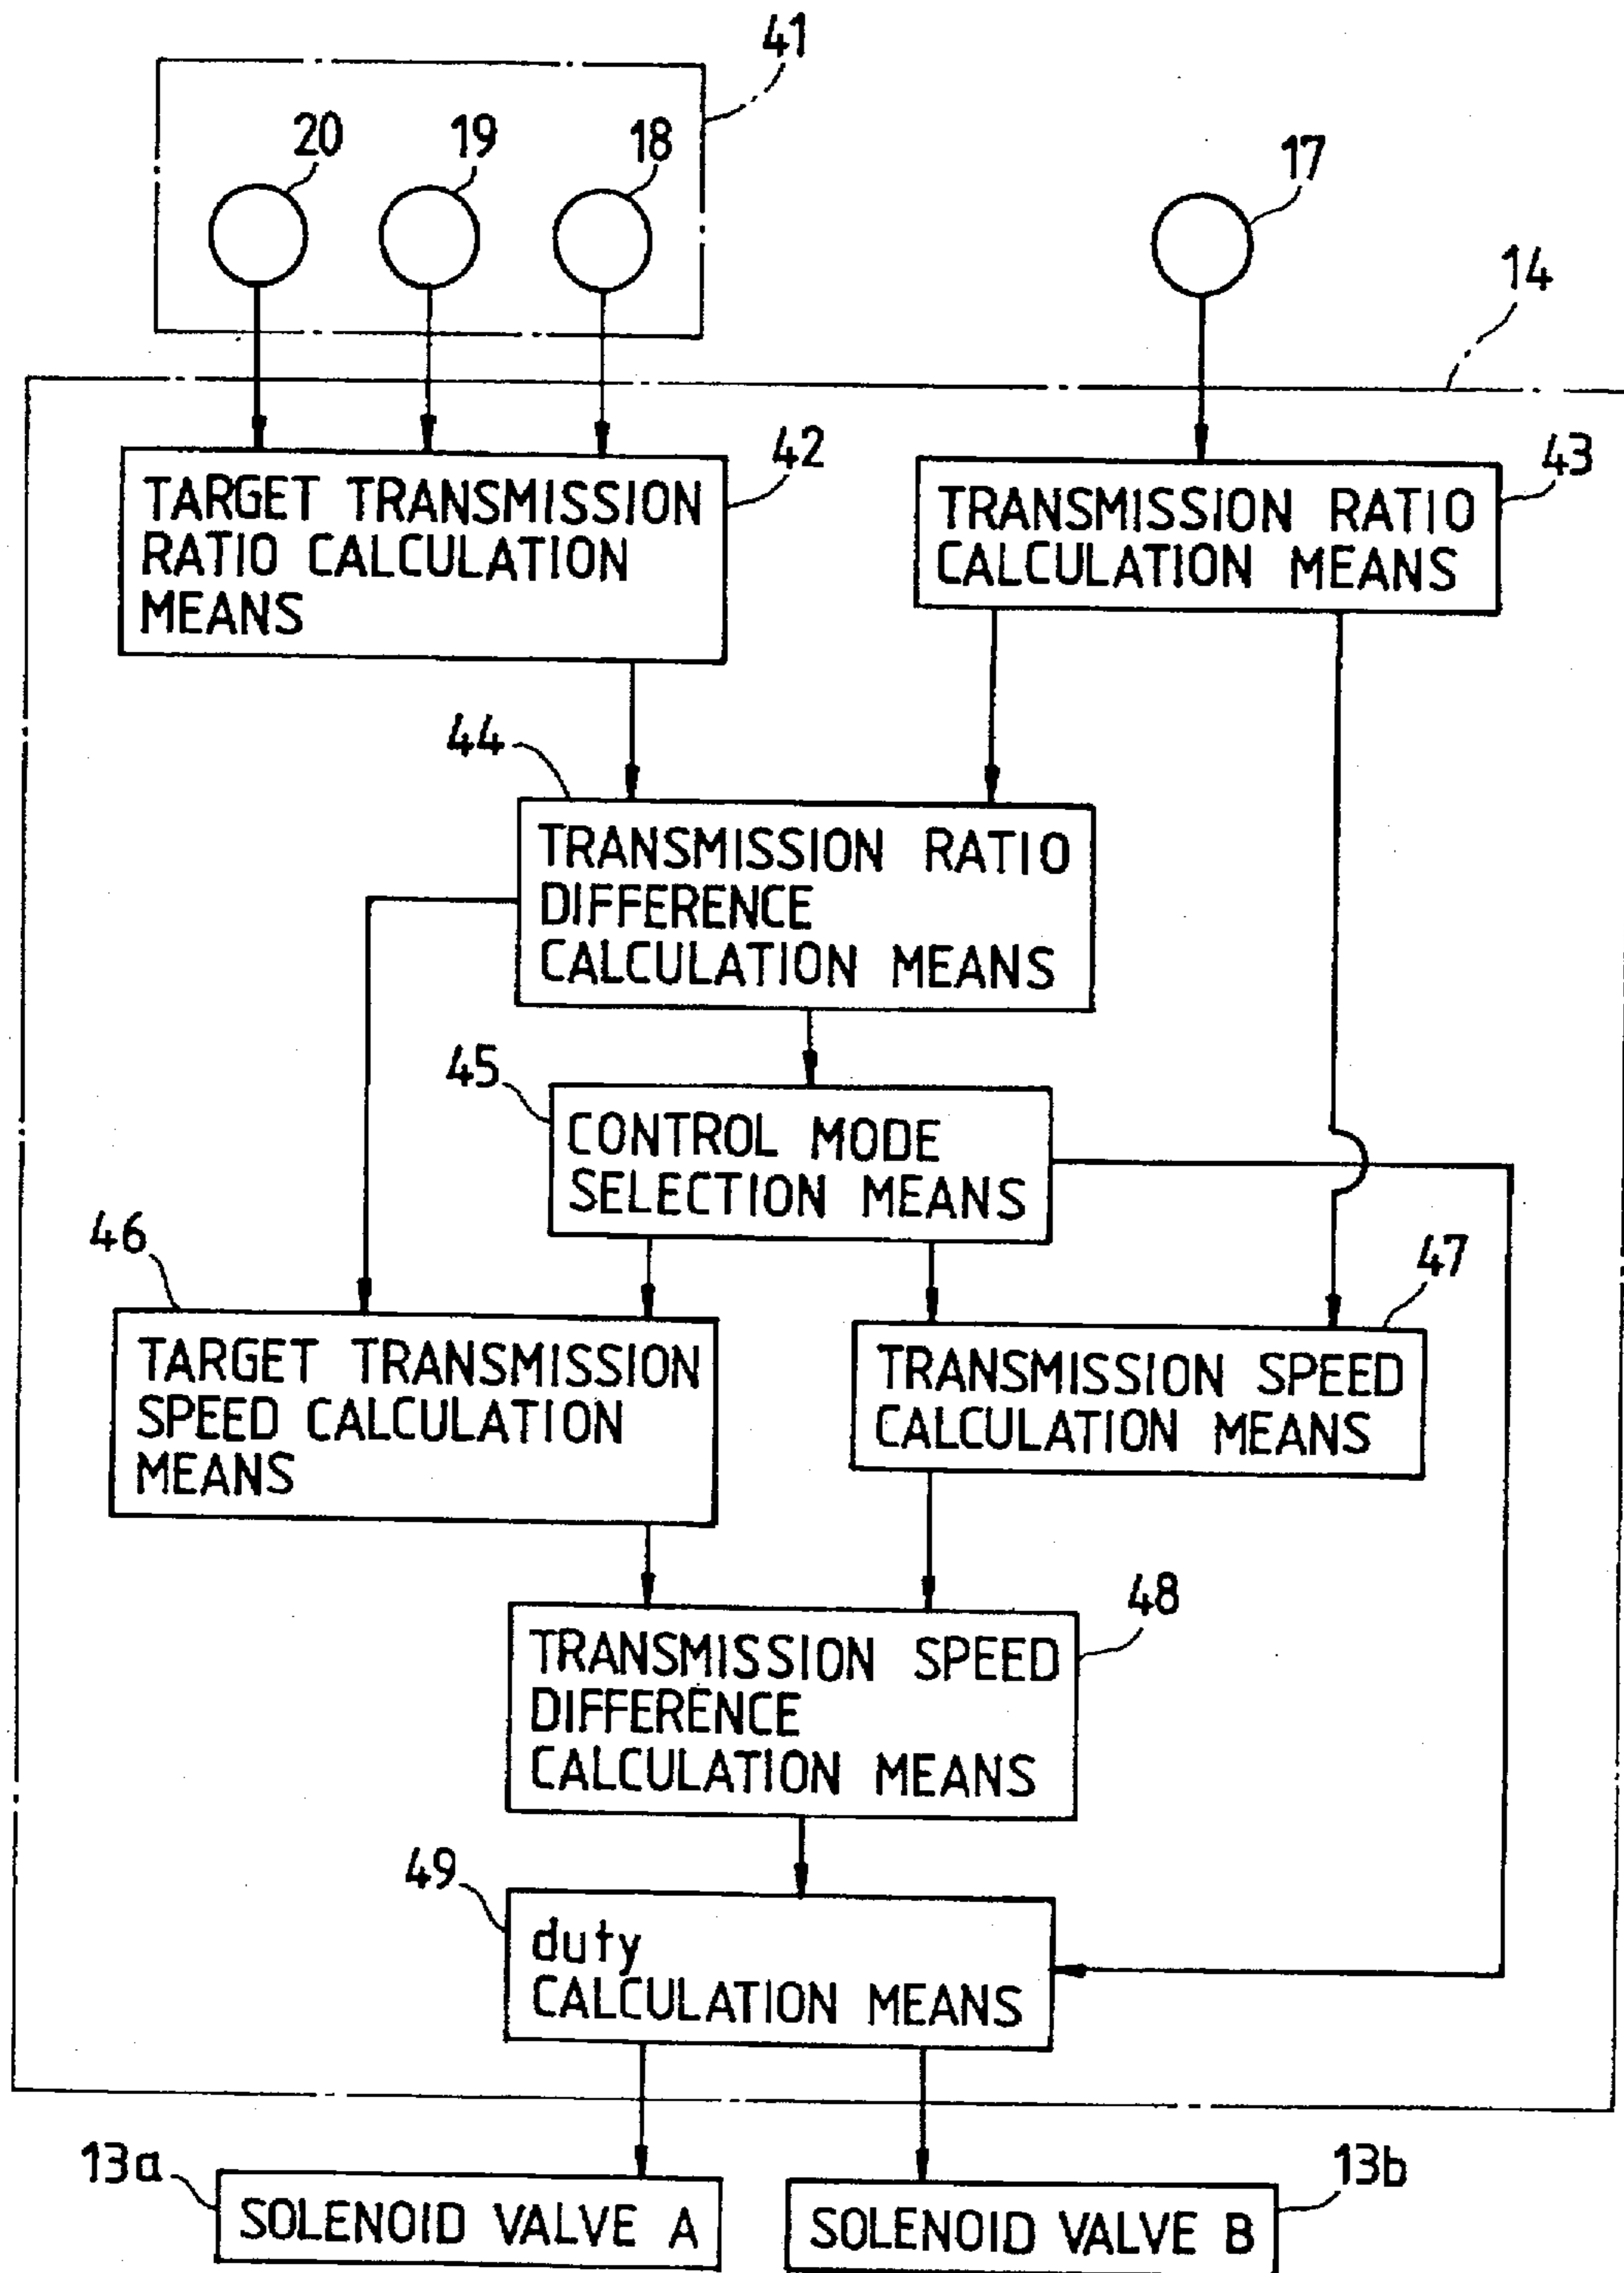 41
20
19
18
17
14
42
TARGET TRANSMISSION
RATIO CALCULATION
MEANS
43
TRANSMISSION RATIO
CALCULATION MEANS
44
TRANSMISSION RATIO
DIFFERENCE
CALCULATION MEANS
45
CONTROL MODE
SELECTION MEANS
46
TARGET TRANSMISSION
SPEED CALCULATION
MEANS
47
TRANSMISSION SPEED
CALCULATION MEANS
48
TRANSMISSION SPEED
DIFFERENCE
CALCULATION MEANS
49
duty
CALCULATION MEANS
13a
SOLENOID VALVE A
13b
SOLENOID VALVE B